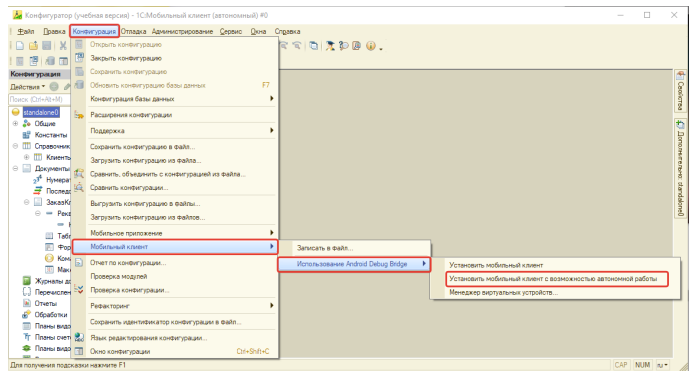 Конфигуратор (учебная версия) - 1С:Мобильный клиент (автономный) #0
Файл Правка Конфигурация Отладка Администрирование Сервис Окна Справка
Конфигурация
Действия
Поиск (Ctrl+Alt+M)
standalone0
Общие
Константы
Справочник
Клиенты
Документы
Нумера
Последо
ЗаказКл
Рекв
Табл
Фор
Кома
Мак
Журналы до
Перечислен
Отчеты
Обработки
Планы видо
Планы счет
Планы видо
Открыть конфигурацию
Закрыть конфигурацию
Сохранить конфигурацию
Обновить конфигурацию базы данных F7
Конфигурация базы данных
Расширения конфигурации
Поддержка
Сохранить конфигурацию в файл...
Загрузить конфигурацию из файла...
Сравнить, объединить с конфигурацией из файла...
Сравнить конфигурации...
Выгрузить конфигурацию в файлы...
Загрузить конфигурацию из файлов...
Мобильное приложение
Мобильный клиент
Отчет по конфигурации...
Проверка модулей
Проверка конфигурации...
Рефакторинг
Сохранить идентификатор конфигурации в файл...
Язык редактирования конфигурации...
Окно конфигурации Ctrl+Shift+C
Записать в файл...
Использование Android Debug Bridge
Установить мобильный клиент
Установить мобильный клиент с возможностью автономной работы
Менеджер виртуальных устройств...
Свойства
Дополнительно: standalone0
Для получения подсказки нажмите F1
CAP NUM ru